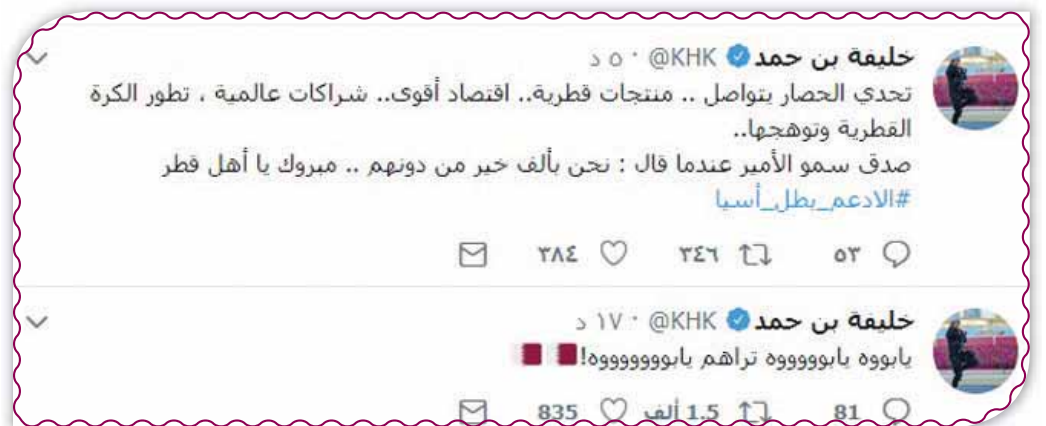 خليفة بن حمد @KHK · ٥ د
تحدي الحصار يتواصل .. منتجات قطرية.. اقتصاد أقوى.. شراكات عالمية ، تطور الكرة
القطرية وتوهجها..
صدق سمو الأمير عندما قال : نحن بألف خير من دونهم .. مبروك يا أهل قطر
#الادعم_بطل_أسيا
٥٣ ٣٤٦ ٣٨٤
خليفة بن حمد @KHK · ١٧ د
يابووه يابوووووه تراهم يابوووووووه!
81 1.5 ألف 835